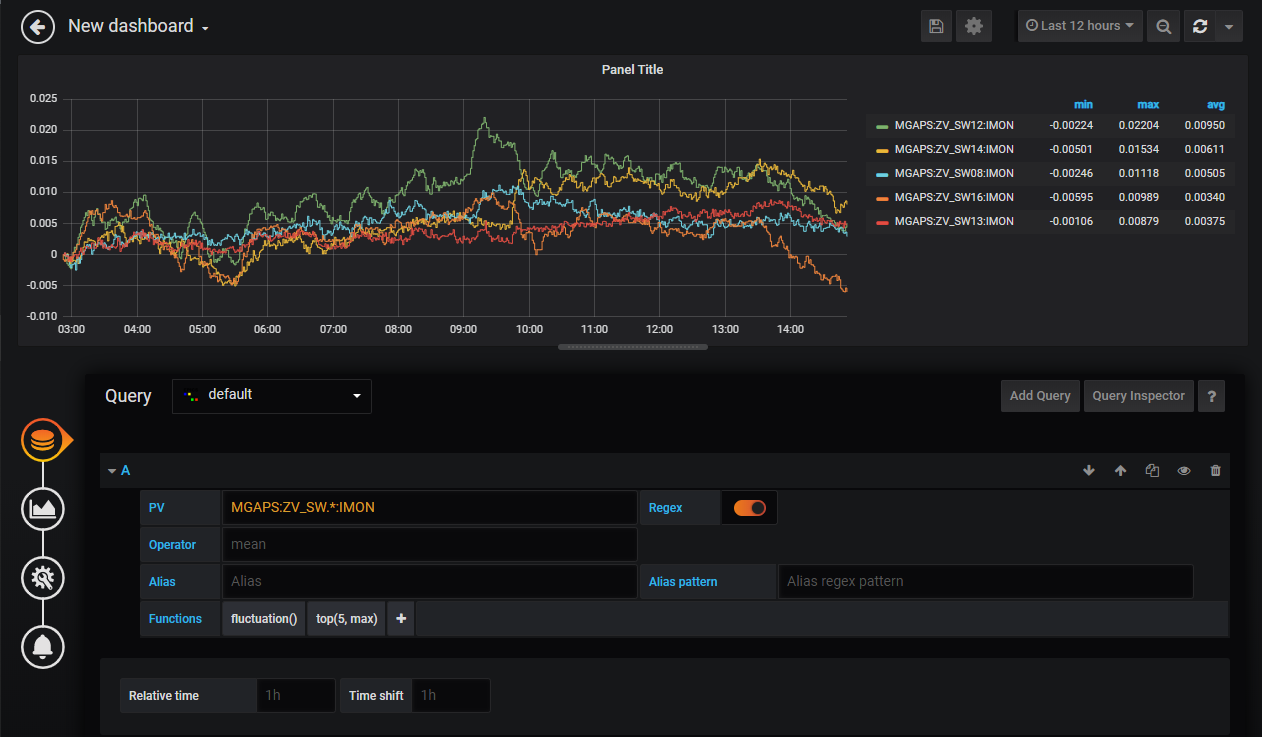 New dashboard
Last 12 hours
Panel Title
0.025
0.020
0.015
0.010
0.005
0
-0.005
-0.010
03:00 04:00 05:00 06:00 07:00 08:00 09:00 10:00 11:00 12:00 13:00 14:00
min max avg
MGAPS:ZV_SW12:IMON -0.00224 0.02204 0.00950
MGAPS:ZV_SW14:IMON -0.00501 0.01534 0.00611
MGAPS:ZV_SW08:IMON -0.00246 0.01118 0.00505
MGAPS:ZV_SW16:IMON -0.00595 0.00989 0.00340
MGAPS:ZV_SW13:IMON -0.00106 0.00879 0.00375
Query default Add Query Query Inspector ?
A
PV MGAPS:ZV_SW.*:IMON Regex
Operator mean
Alias Alias Alias pattern Alias regex pattern
Functions fluctuation() top(5, max) +
Relative time 1h Time shift 1h